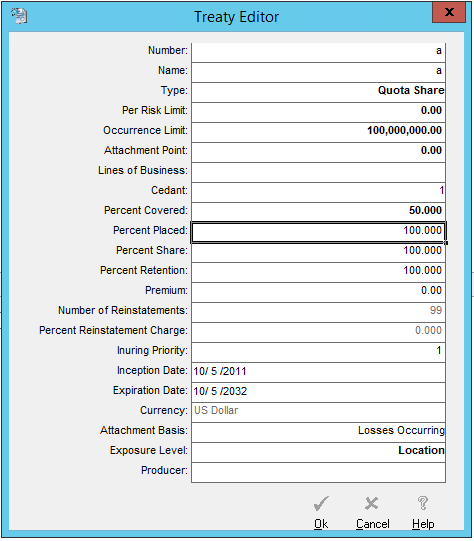 Treaty Editor
x
Number: a
Name: a
Type: Quota Share
Per Risk Limit: 0.00
Occurrence Limit: 100,000,000.00
Attachment Point: 0.00
Lines of Business:
Cedant: 1
Percent Covered: 50.000
Percent Placed: 100.000
Percent Share: 100.000
Percent Retention: 100.000
Premium: 0.00
Number of Reinstatements: 99
Percent Reinstatement Charge: 0.000
Inuring Priority: 1
Inception Date: 10/ 5 /2011
Expiration Date: 10/ 5 /2032
Currency: US Dollar
Attachment Basis: Losses Occurring
Exposure Level: Location
Producer:
Ok Cancel Help